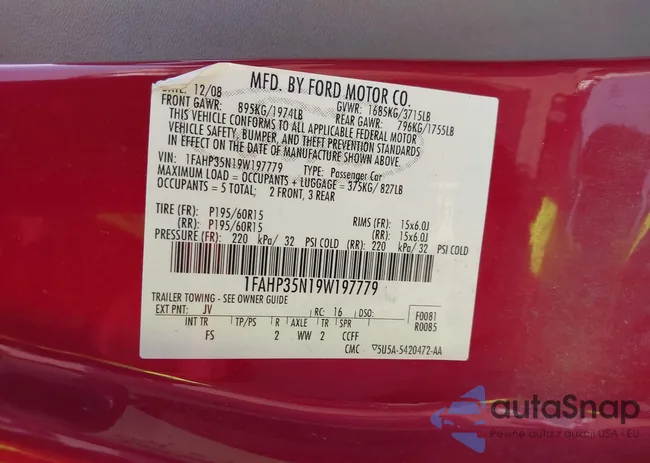 MFD. BY FORD MOTOR CO.
DATE: 12/08 GVWR: 1685KG/3715LB
FRONT GAWR: 895KG/1974LB REAR GAWR: 796KG/1755LB
THIS VEHICLE CONFORMS TO ALL APPLICABLE FEDERAL MOTOR
VEHICLE SAFETY, BUMPER, AND THEFT PREVENTION STANDARDS
IN EFFECT ON THE DATE OF MANUFACTURE SHOWN ABOVE.
VIN: 1FAHP35N19W197779 TYPE: Passenger Car
MAXIMUM LOAD = OCCUPANTS + LUGGAGE = 375KG/ 827LB
OCCUPANTS = 5 TOTAL; 2 FRONT, 3 REAR
TIRE (FR): P195/60R15 RIMS (FR): 15x6.0J
(RR): P195/60R15 (RR): 15x6.0J
PRESSURE (FR): 220 kPa/ 32 PSI COLD (RR): 220 kPa/ 32 PSI COLD
1FAHP35N19W197779
TRAILER TOWING - SEE OWNER GUIDE
EXT PNT: JV RC: 16 DSO: F0081
R0085
INT TR TP/PS R AXLE TR SPR
FS 2 WW 2 CCFF
CMC 5U5A-5420472-AA
autaSnap
Pewne auta z aukcji USA - EU